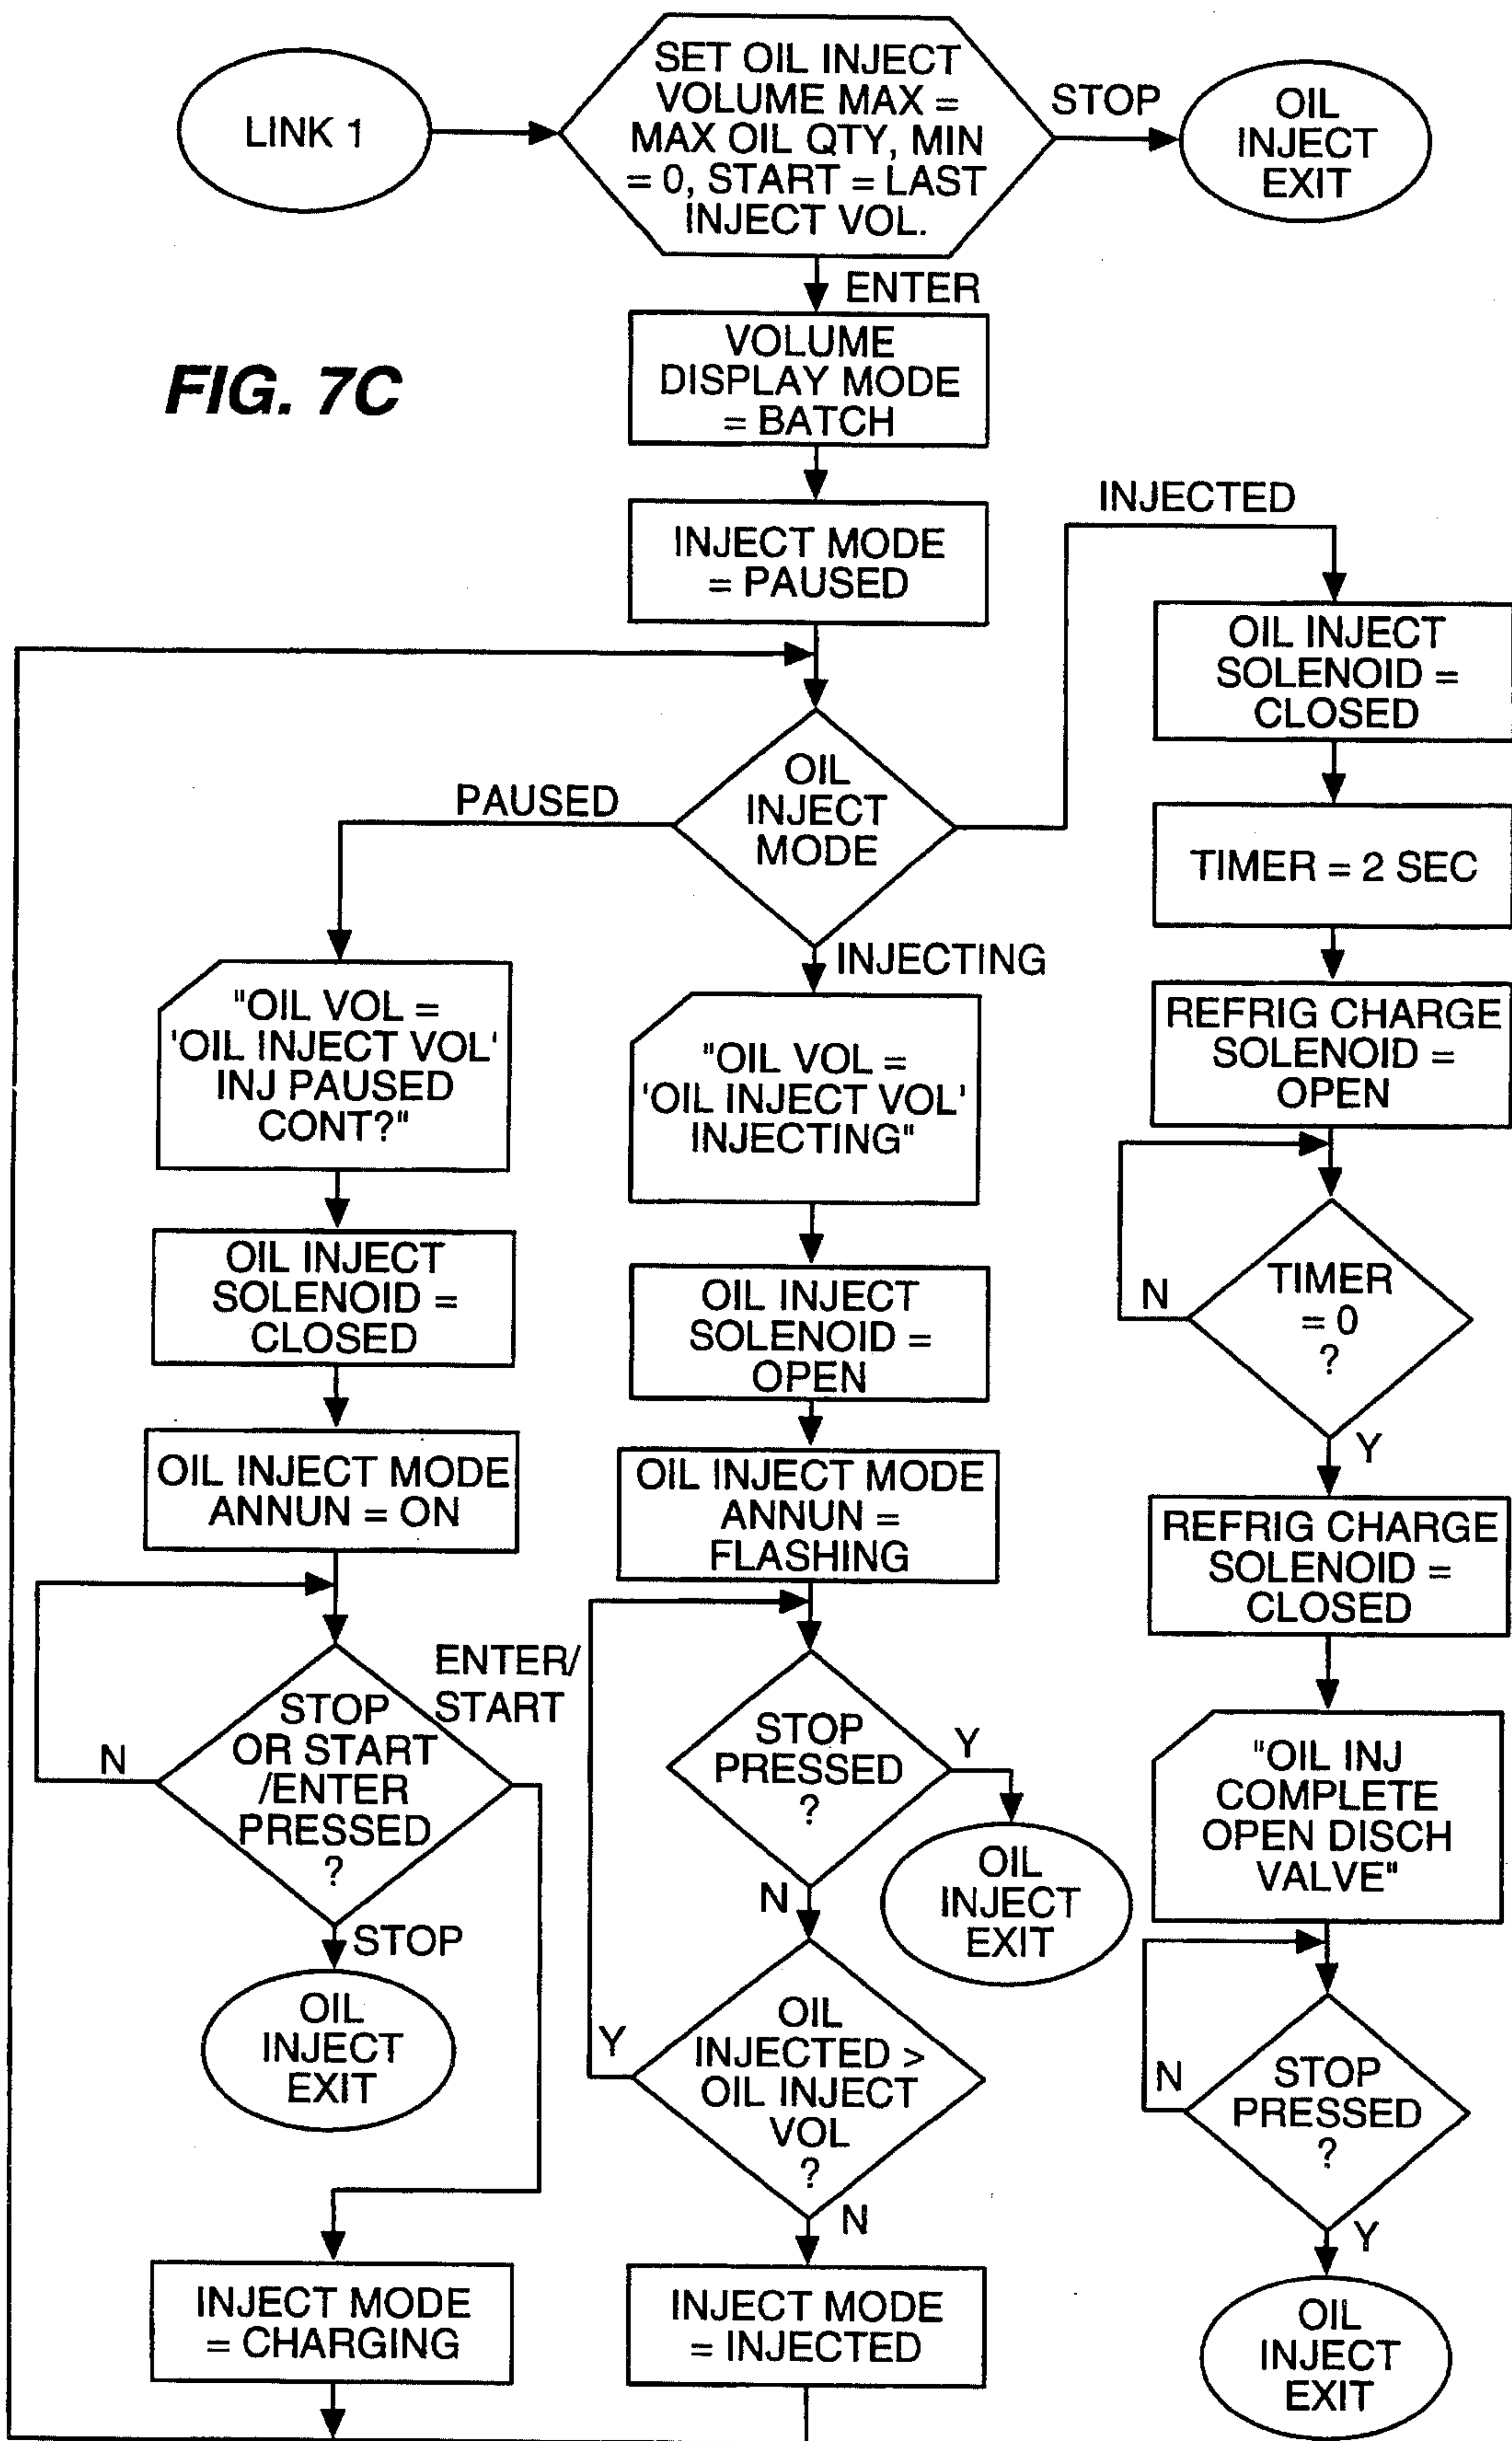 LINK 1
SET OIL INJECT
VOLUME MAX =
MAX OIL QTY, MIN
= 0, START = LAST
INJECT VOL.
STOP
OIL
INJECT
EXIT
ENTER
FIG. 7C
VOLUME
DISPLAY MODE
= BATCH
INJECT MODE
= PAUSED
OIL
INJECT
MODE
PAUSED
"OIL VOL =
'OIL INJECT VOL'
INJ PAUSED
CONT?"
OIL INJECT
SOLENOID =
CLOSED
OIL INJECT MODE
ANNUN = ON
STOP
OR START
/ENTER
PRESSED
?
N
ENTER/
START
STOP
OIL
INJECT
EXIT
INJECT MODE
= CHARGING
INJECTING
"OIL VOL =
'OIL INJECT VOL'
INJECTING"
OIL INJECT
SOLENOID =
OPEN
OIL INJECT MODE
ANNUN =
FLASHING
STOP
PRESSED
?
Y
OIL
INJECT
EXIT
N
OIL
INJECTED >
OIL INJECT
VOL
?
Y
N
INJECT MODE
= INJECTED
INJECTED
OIL INJECT
SOLENOID =
CLOSED
TIMER = 2 SEC
REFRIG CHARGE
SOLENOID =
OPEN
TIMER
= 0
?
N
Y
REFRIG CHARGE
SOLENOID =
CLOSED
"OIL INJ
COMPLETE
OPEN DISCH
VALVE"
STOP
PRESSED
?
N
Y
OIL
INJECT
EXIT